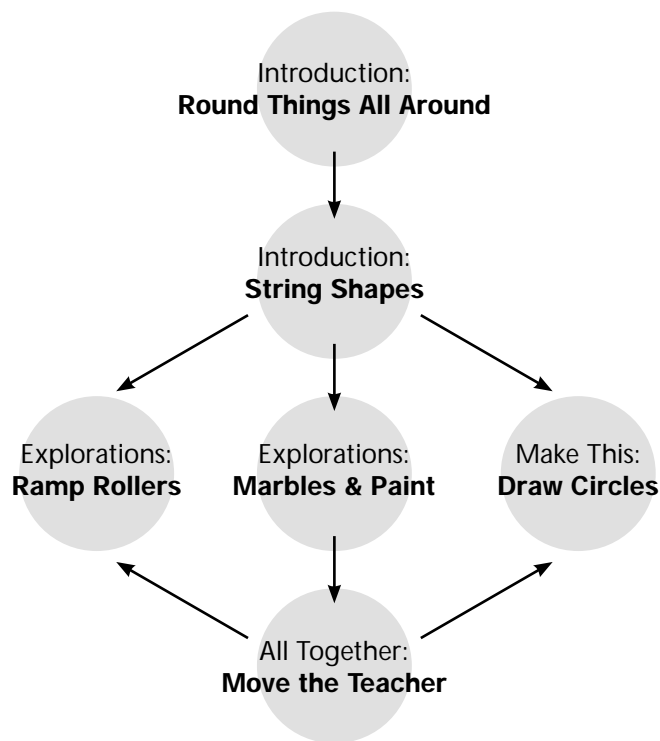 Introduction:
Round Things All Around
Introduction:
String Shapes
Explorations:
Ramp Rollers
Explorations:
Marbles & Paint
Make This:
Draw Circles
All Together:
Move the Teacher